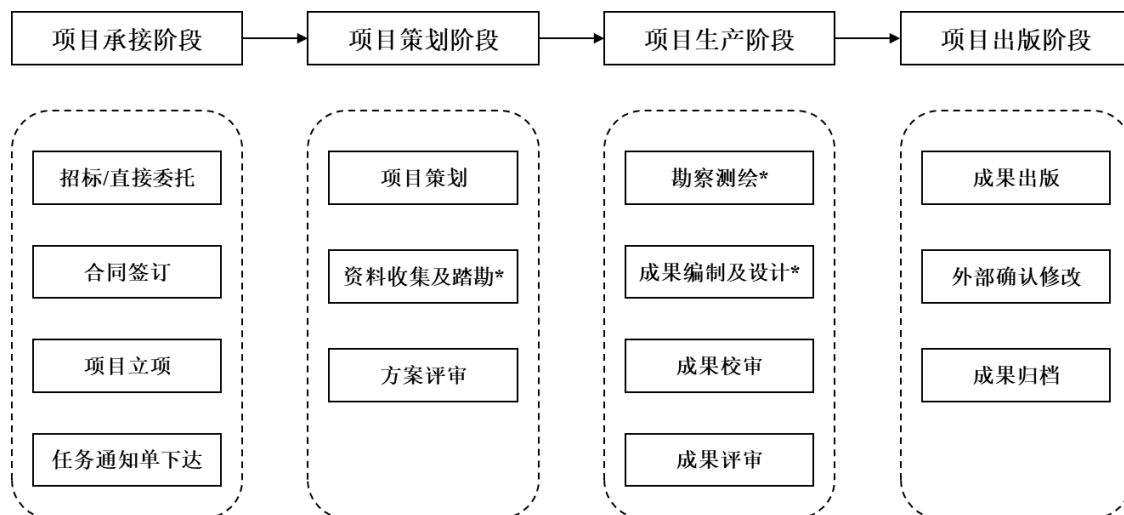 项目承接阶段
项目策划阶段
项目生产阶段
项目出版阶段
招标/直接委托
合同签订
项目立项
任务通知单下达
项目策划
资料收集及踏勘*
方案评审
勘察测绘*
成果编制及设计*
成果校审
成果评审
成果出版
外部确认修改
成果归档